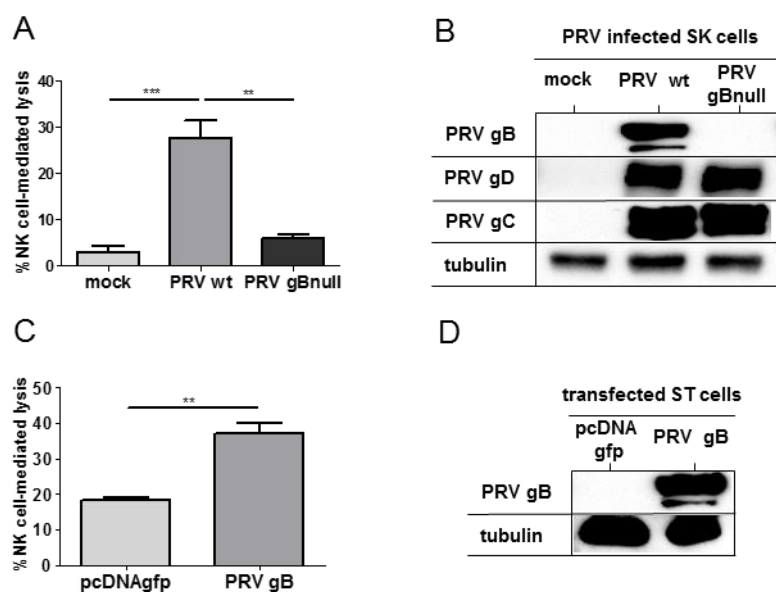 A
% NK cell-mediated lysis
40
30
20
10
0
***
**
mock
PRV wt
PRV gBnull
B
PRV infected SK cells
mock
PRV wt
PRV
gBnull
PRV gB
PRV gD
PRV gC
tubulin
C
% NK cell-mediated lysis
50
40
30
20
10
0
**
pcDNAgfp
PRV gB
D
transfected ST cells
pcDNA
gfp
PRV gB
PRV gB
tubulin